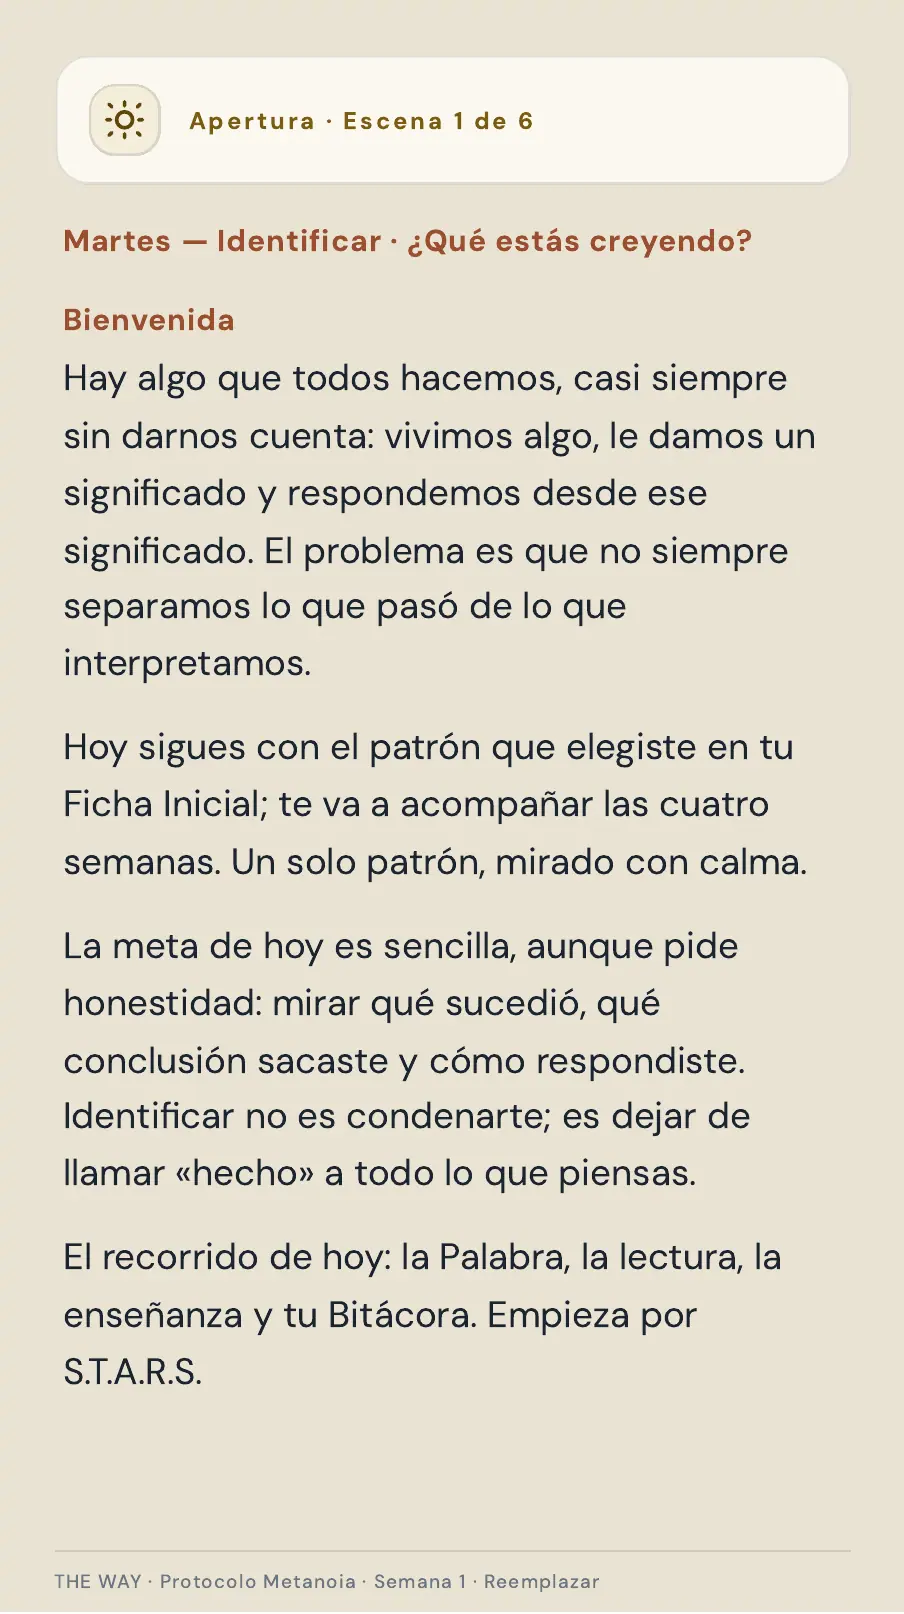 Apertura · Escena 1 de 6
Martes — Identificar · ¿Qué estás creyendo?
Bienvenida
Hay algo que todos hacemos, casi siempre
sin darnos cuenta: vivimos algo, le damos un
significado y respondemos desde ese
significado. El problema es que no siempre
separamos lo que pasó de lo que
interpretamos.
Hoy sigues con el patrón que elegiste en tu
Ficha Inicial; te va a acompañar las cuatro
semanas. Un solo patrón, mirado con calma.
La meta de hoy es sencilla, aunque pide
honestidad: mirar qué sucedió, qué
conclusión sacaste y cómo respondiste.
Identificar no es condenarte; es dejar de
llamar «hecho» a todo lo que piensas.
El recorrido de hoy: la Palabra, la lectura, la
enseñanza y tu Bitácora. Empieza por
S.T.A.R.S.
THE WAY · Protocolo Metanoia · Semana 1 · Reemplazar